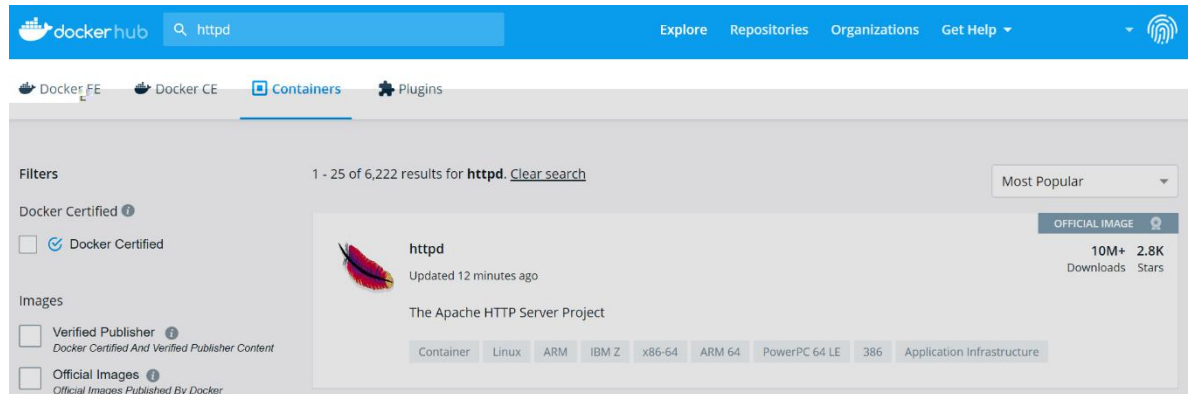 dockerhub httpd Explore Repositories Organizations Get Help
Docker EE Docker CE Containers Plugins
Filters
1 - 25 of 6,222 results for httpd. Clear search
Most Popular
Docker Certified
Docker Certified
OFFICIAL IMAGE
httpd
10M+ 2.8K
Updated 12 minutes ago
Downloads Stars
The Apache HTTP Server Project
Container Linux ARM IBM Z x86-64 ARM 64 PowerPC 64 LE 386 Application Infrastructure
Images
Verified Publisher
Docker Certified And Verified Publisher Content
Official Images
Official Images Published By Docker